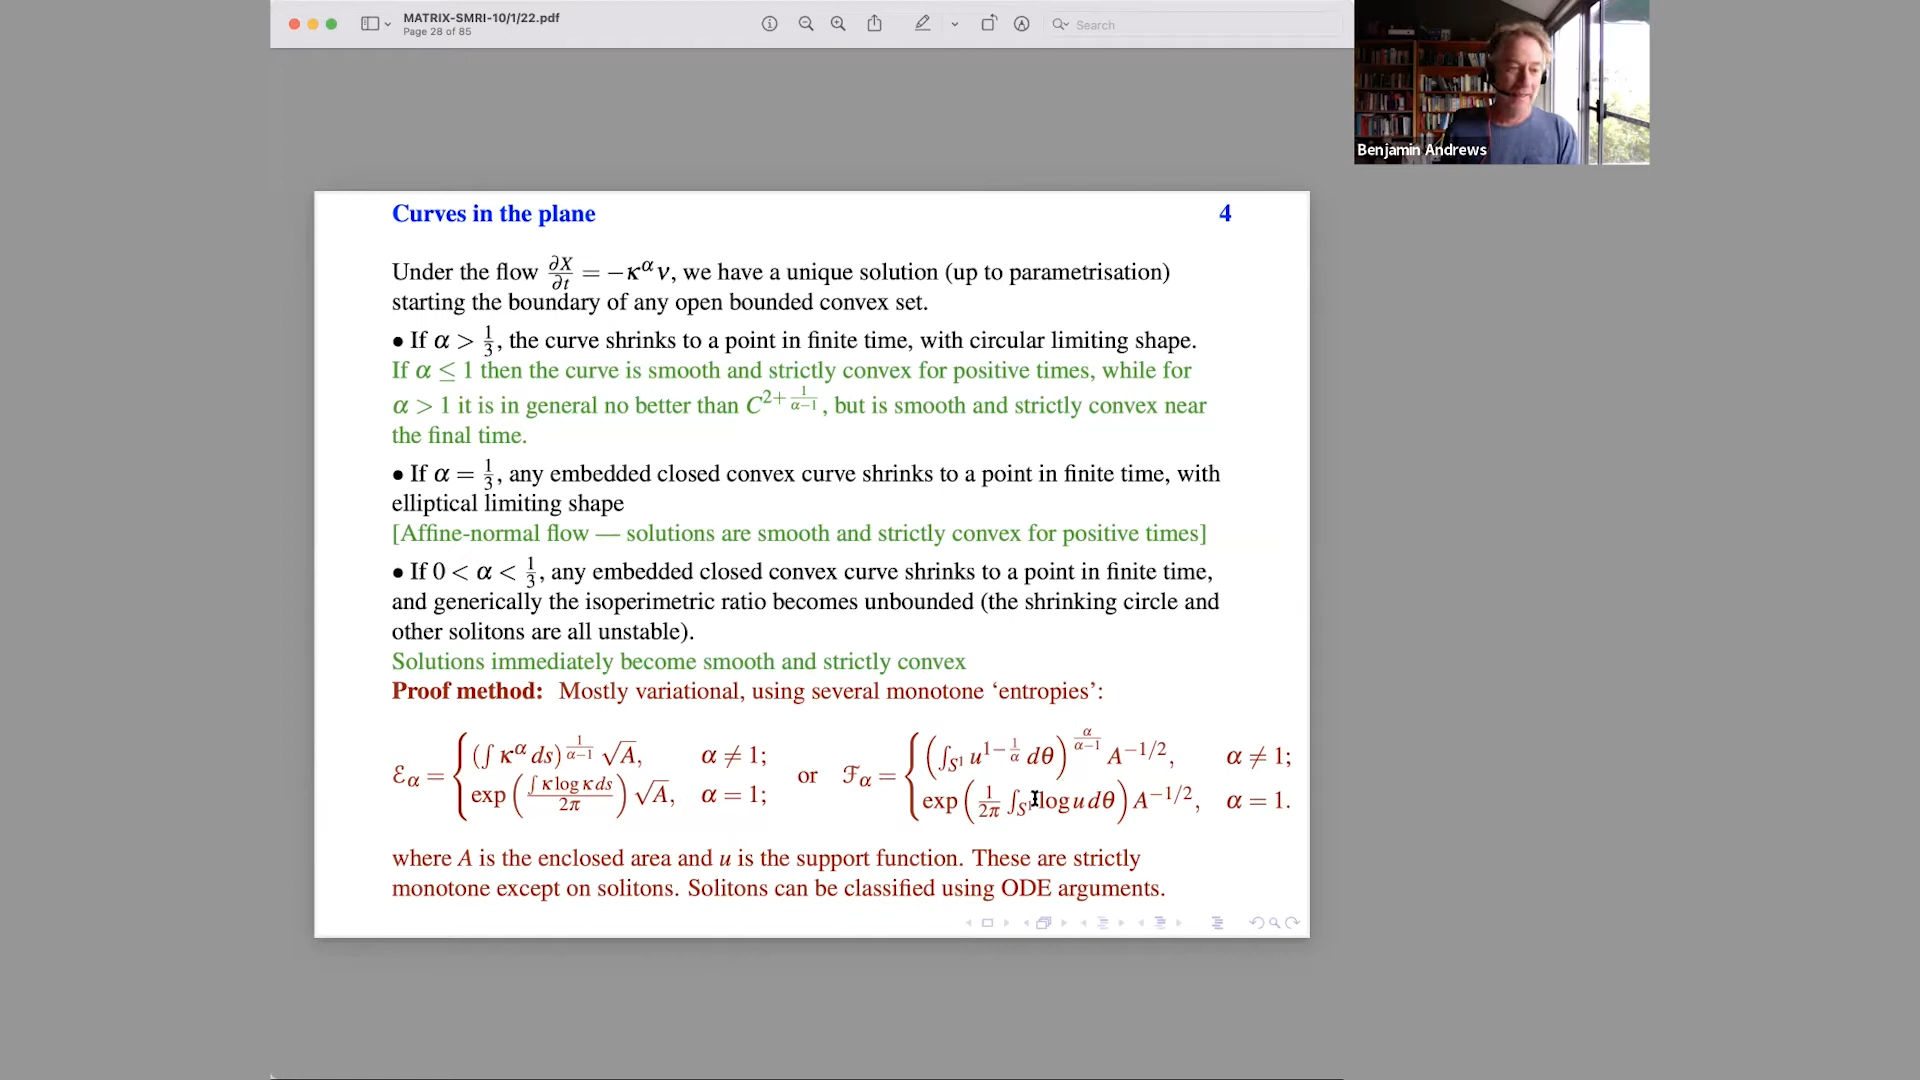 MATRIX-SMRI-10/1/22.pdf
Page 28 of 85
Search
Benjamin Andrews
Curves in the plane 4
Under the flow ∂X/∂t = −κ^α ν, we have a unique solution (up to parametrisation)
starting the boundary of any open bounded convex set.
• If α > 1/3, the curve shrinks to a point in finite time, with circular limiting shape.
If α ≤ 1 then the curve is smooth and strictly convex for positive times, while for
α > 1 it is in general no better than C^{2+1/(α−1)}, but is smooth and strictly convex near
the final time.
• If α = 1/3, any embedded closed convex curve shrinks to a point in finite time, with
elliptical limiting shape
[Affine-normal flow — solutions are smooth and strictly convex for positive times]
• If 0 < α < 1/3, any embedded closed convex curve shrinks to a point in finite time,
and generically the isoperimetric ratio becomes unbounded (the shrinking circle and
other solitons are all unstable).
Solutions immediately become smooth and strictly convex
Proof method: Mostly variational, using several monotone ‘entropies’:
ℰ_α = { (∫ κ^α ds)^{1/(α−1)} √A, α ≠ 1; exp(∫ κ log κ ds / 2π) √A, α = 1; or ℱ_α = { (∫_{S^1} u^{1−1/α} dθ)^{α/(α−1)} A^{−1/2}, α ≠ 1; exp(1/2π ∫_{S^1} log u dθ) A^{−1/2}, α = 1.
where A is the enclosed area and u is the support function. These are strictly
monotone except on solitons. Solitons can be classified using ODE arguments.